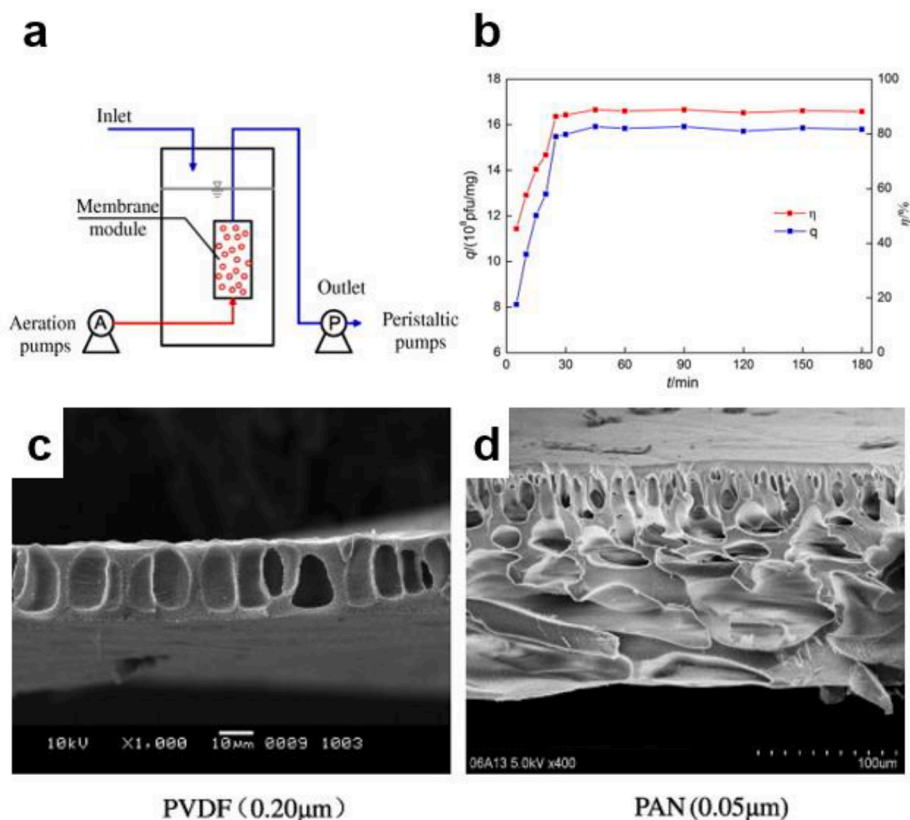 a
Inlet
Membrane
module
Outlet
Aeration
pumps
A
P
Peristaltic
pumps
b
18
16
14
12
10
8
6
q/(10⁸pfu/mg)
100
80
60
40
20
0
η/%
η
q
0 30 60 90 120 150 180
t/min
c
10kV X1,000 10μm 0009 1003
PVDF（0.20μm）
d
06A13 5.0kV x400 100um
PAN (0.05μm)